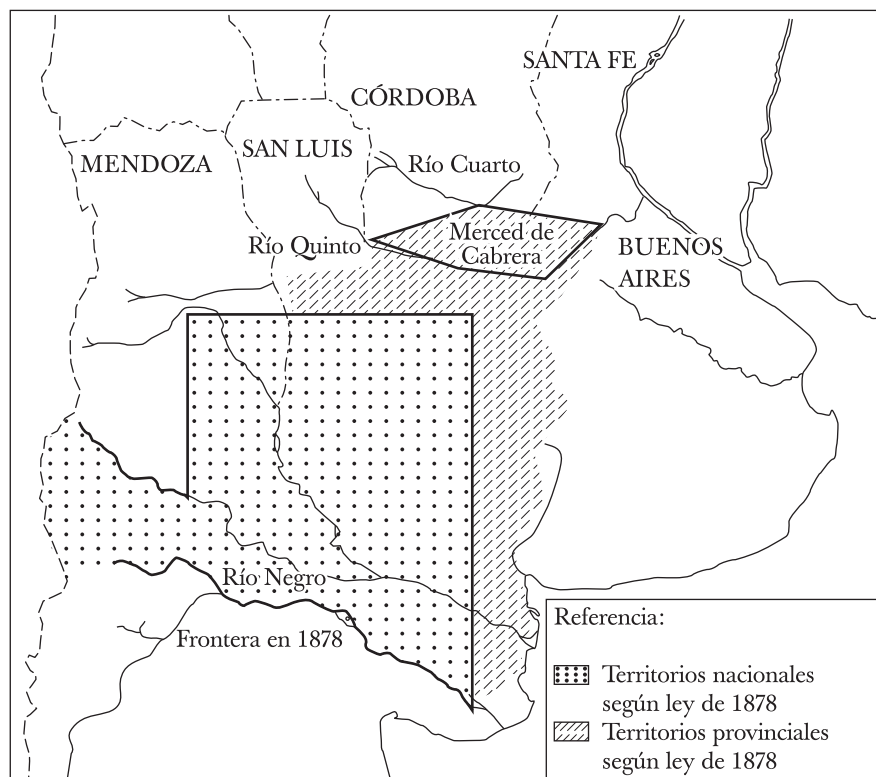 SANTA FE
CÓRDOBA
SAN LUIS
MENDOZA
Río Cuarto
Merced de
Cabrera
Río Quinto
BUENOS
AIRES
Río Negro
Frontera en 1878
Referencia:
Territorios nacionales
según ley de 1878
Territorios provinciales
según ley de 1878